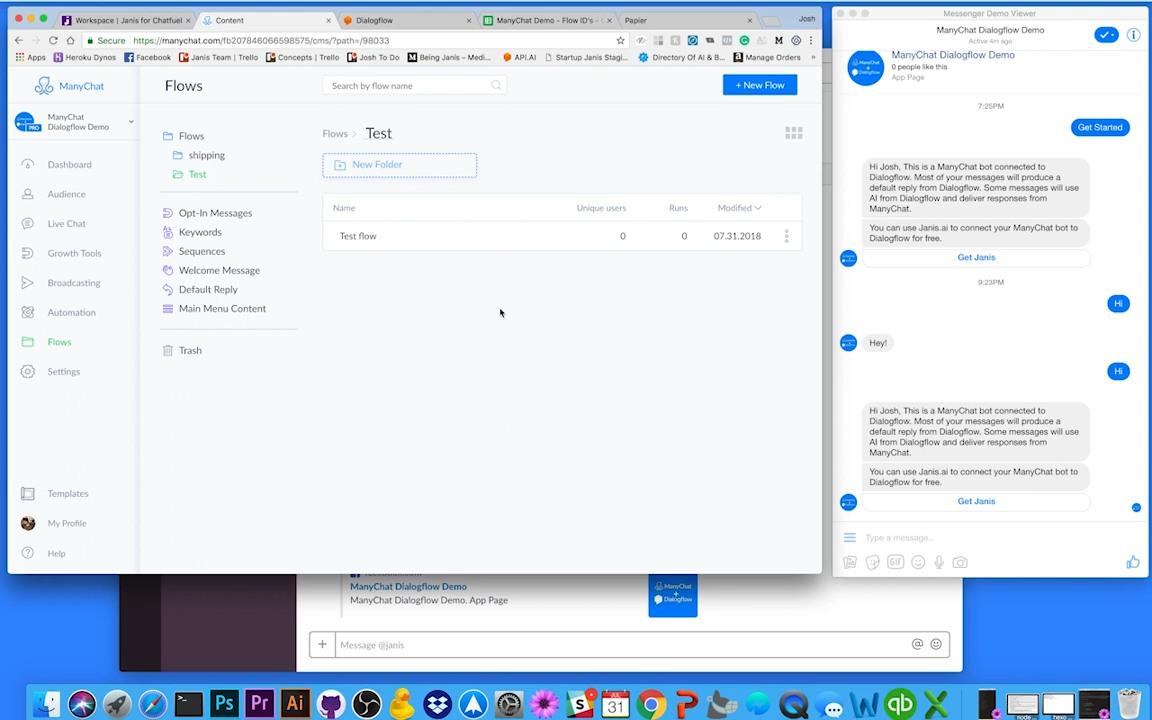 Workspace | Janis for Chatfuel
Content
Dialogflow
ManyChat Demo - Flow ID's -
Papier
Josh
Secure
https://manychat.com/fb207846066598575/cms/?path=/98033
Apps
Heroku Dynos
Facebook
Janis Team | Trello
Concepts | Trello
Josh To Do
Being Janis – Medi...
API.AI
Startup Janis Stagi...
Directory Of AI & B...
Manage Orders
ManyChat
ManyChat
Dialogflow Demo
PRO
Dashboard
Audience
Live Chat
Growth Tools
Broadcasting
Automation
Flows
Settings
Templates
My Profile
Help
Flows
Search by flow name
+ New Flow
Flows
shipping
Test
Opt-In Messages
Keywords
Sequences
Welcome Message
Default Reply
Main Menu Content
Trash
Flows > Test
New Folder
Name
Unique users
Runs
Modified
Test flow
0
0
07.31.2018
Messenger Demo Viewer
ManyChat Dialogflow Demo
Active 4m ago
ManyChat Dialogflow Demo
0 people like this
App Page
7:25PM
Get Started
Hi Josh, This is a ManyChat bot connected to
Dialogflow. Most of your messages will produce a
default reply from Dialogflow. Some messages will use
AI from Dialogflow and deliver responses from
ManyChat.
You can use Janis.ai to connect your ManyChat bot to
Dialogflow for free.
Get Janis
9:23PM
Hi
Hey!
Hi
Hi Josh, This is a ManyChat bot connected to
Dialogflow. Most of your messages will produce a
default reply from Dialogflow. Some messages will use
AI from Dialogflow and deliver responses from
ManyChat.
You can use Janis.ai to connect your ManyChat bot to
Dialogflow for free.
Get Janis
Type a message...
GIF
ManyChat Dialogflow Demo
ManyChat Dialogflow Demo. App Page
ManyChat
+
Dialogflow
Message @janis
Ps
Pr
Ai
JUL
31
qb